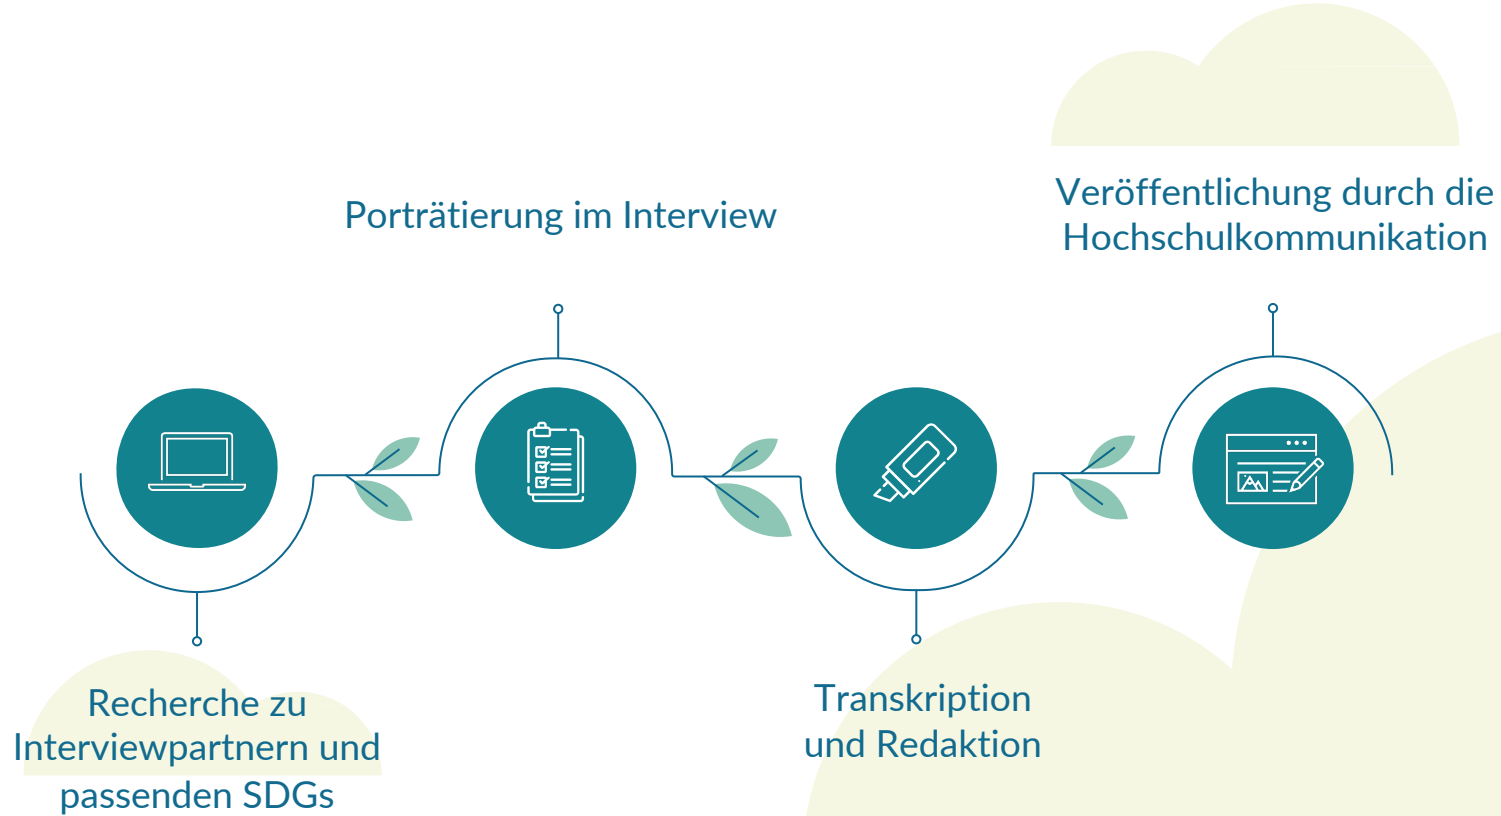 Recherche zu
Interviewpartnern und
passenden SDGs
Porträtierung im Interview
Transkription
und Redaktion
Veröffentlichung durch die
Hochschulkommunikation